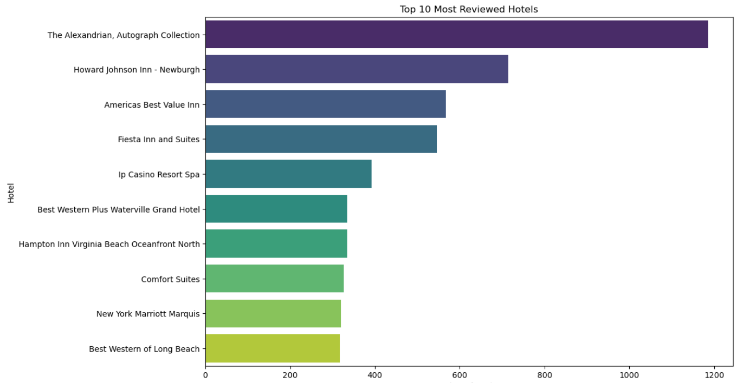 Top 10 Most Reviewed Hotels
The Alexandrian, Autograph Collection
Howard Johnson Inn - Newburgh
Americas Best Value Inn
Fiesta Inn and Suites
Ip Casino Resort Spa
Best Western Plus Waterville Grand Hotel
Hampton Inn Virginia Beach Oceanfront North
Comfort Suites
New York Marriott Marquis
Best Western of Long Beach
Hotel
0 200 400 600 800 1000 1200